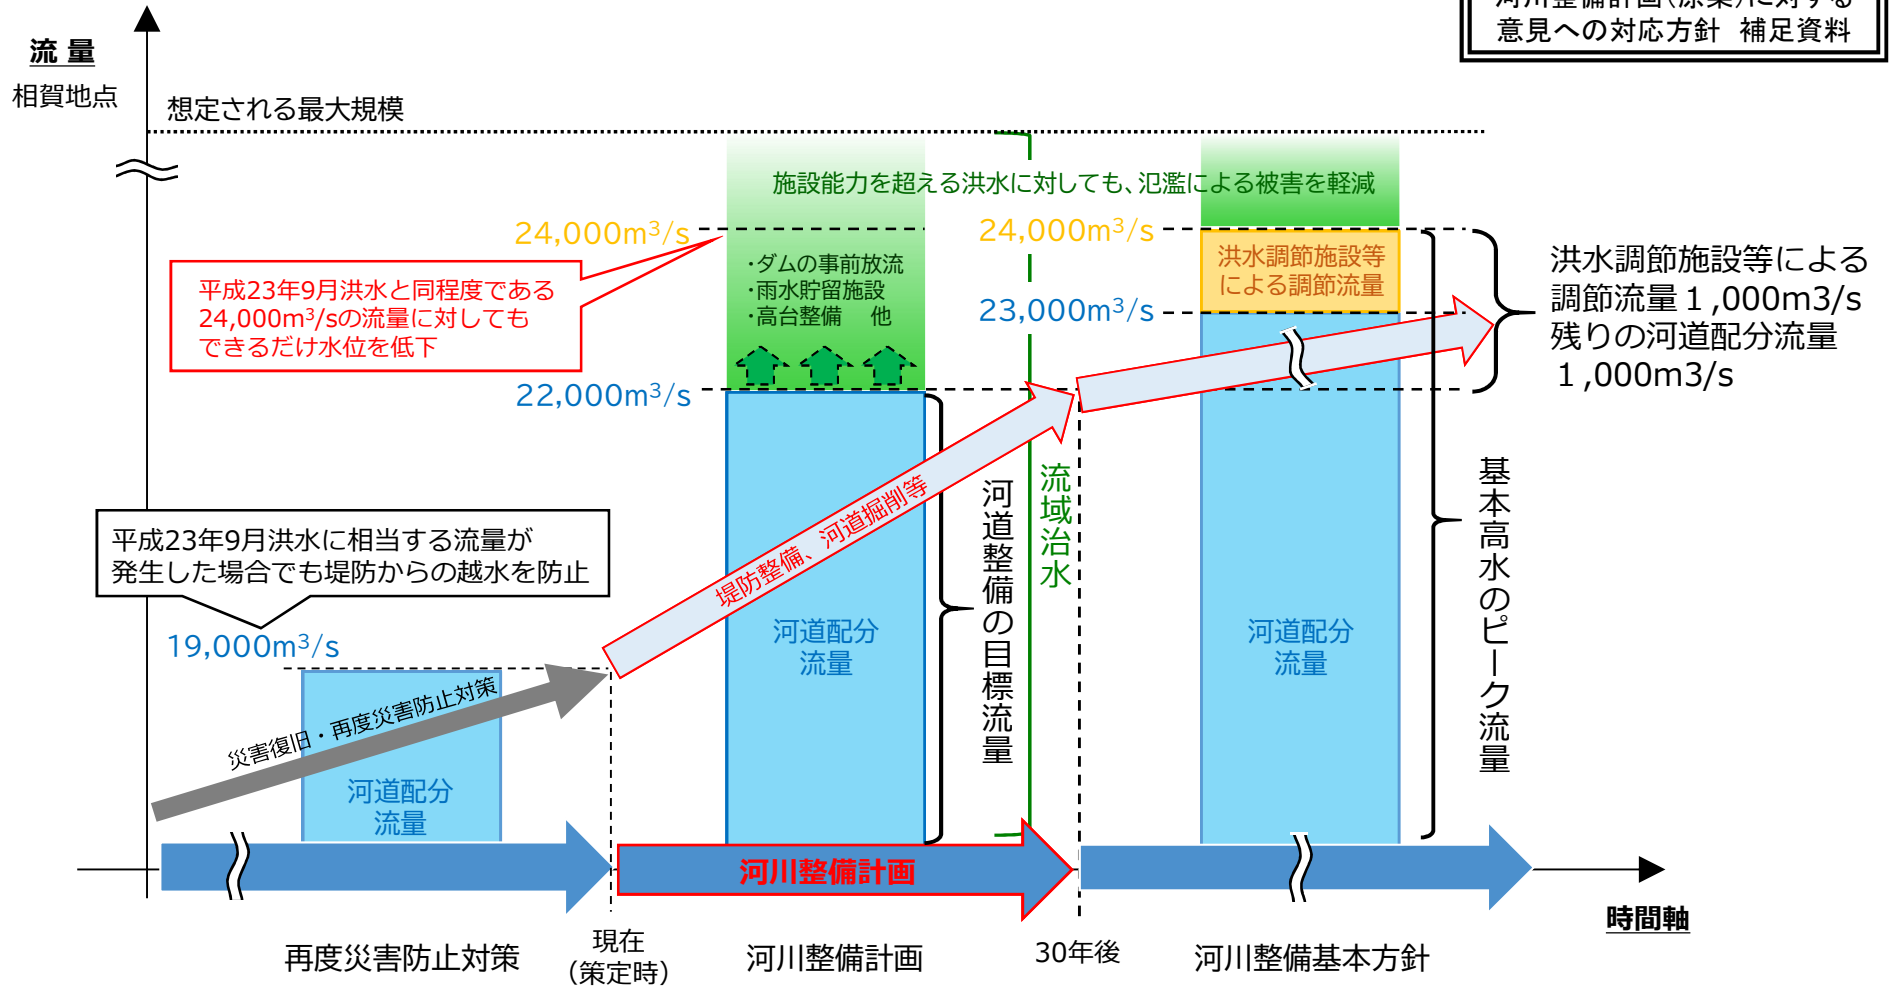 河川整備計画(原案)に対する
意見への対応方針 補足資料
流 量
相賀地点
想定される最大規模
施設能力を超える洪水に対しても、氾濫による被害を軽減
24,000m³/s
24,000m³/s
・ダムの事前放流
・雨水貯留施設
・高台整備 他
洪水調節施設等
による調節流量
洪水調節施設等による
調節流量１,000m3/s
残りの河道配分流量
１,000m3/s
平成23年9月洪水と同程度である
24,000m³/sの流量に対しても
できるだけ水位を低下
23,000m³/s
22,000m³/s
堤防整備、河道掘削等
河道整備の目標流量
流域治水
基本高水のピーク流量
平成23年9月洪水に相当する流量が
発生した場合でも堤防からの越水を防止
19,000m³/s
河道配分
流量
河道配分
流量
災害復旧・再度災害防止対策
河道配分
流量
河川整備計画
時間軸
再度災害防止対策
現在
(策定時)
河川整備計画
30年後
河川整備基本方針